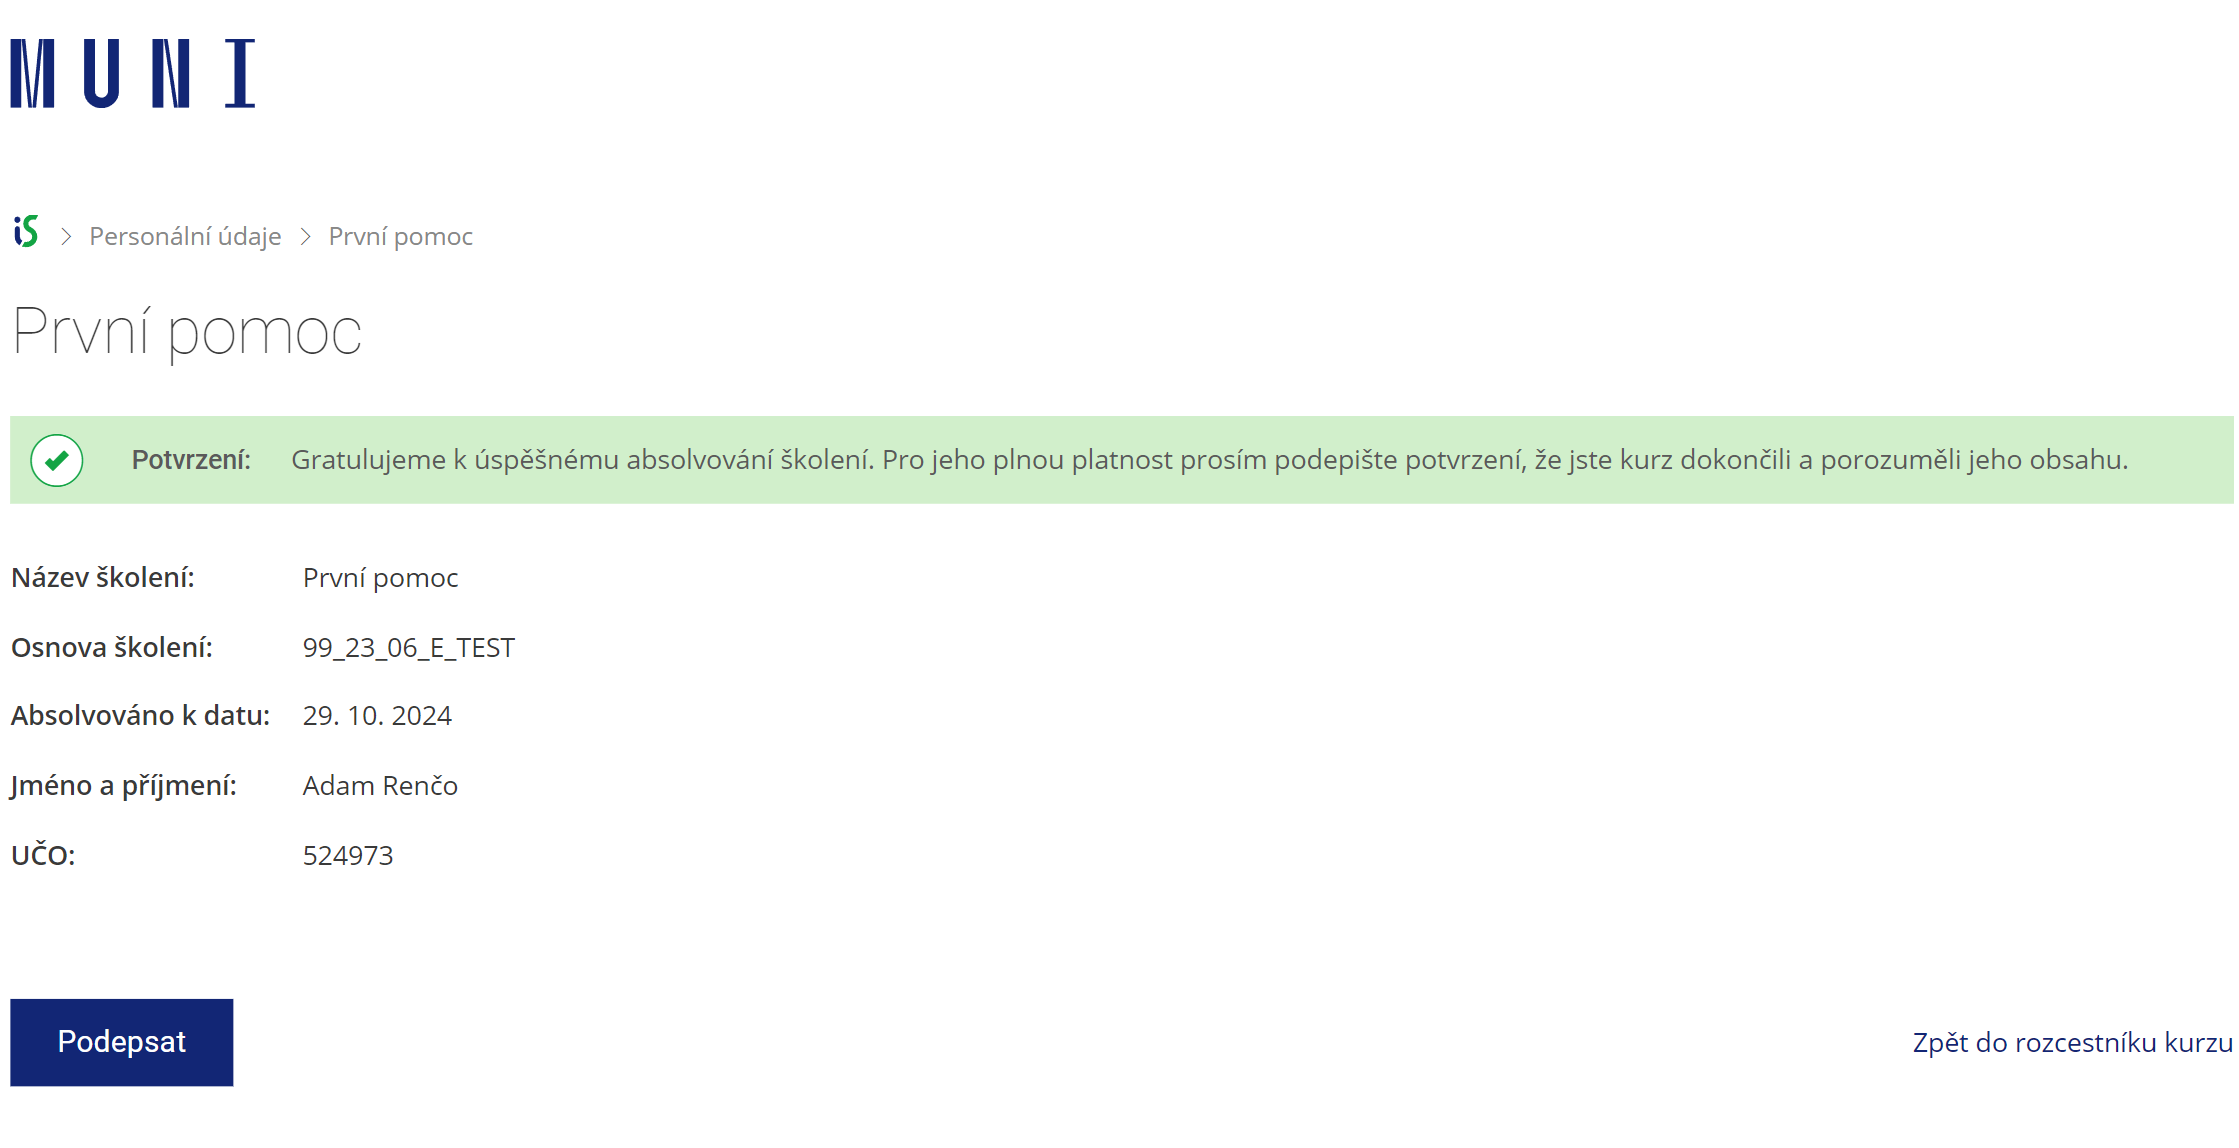 MUNI
iS > Personální údaje > První pomoc
První pomoc
Potvrzení: Gratulujeme k úspěšnému absolvování školení. Pro jeho plnou platnost prosím podepište potvrzení, že jste kurz dokončili a porozuměli jeho obsahu.
Název školení: První pomoc
Osnova školení: 99_23_06_E_TEST
Absolvováno k datu: 29. 10. 2024
Jméno a příjmení: Adam Renčo
UČO: 524973
Podepsat
Zpět do rozcestníku kurzu